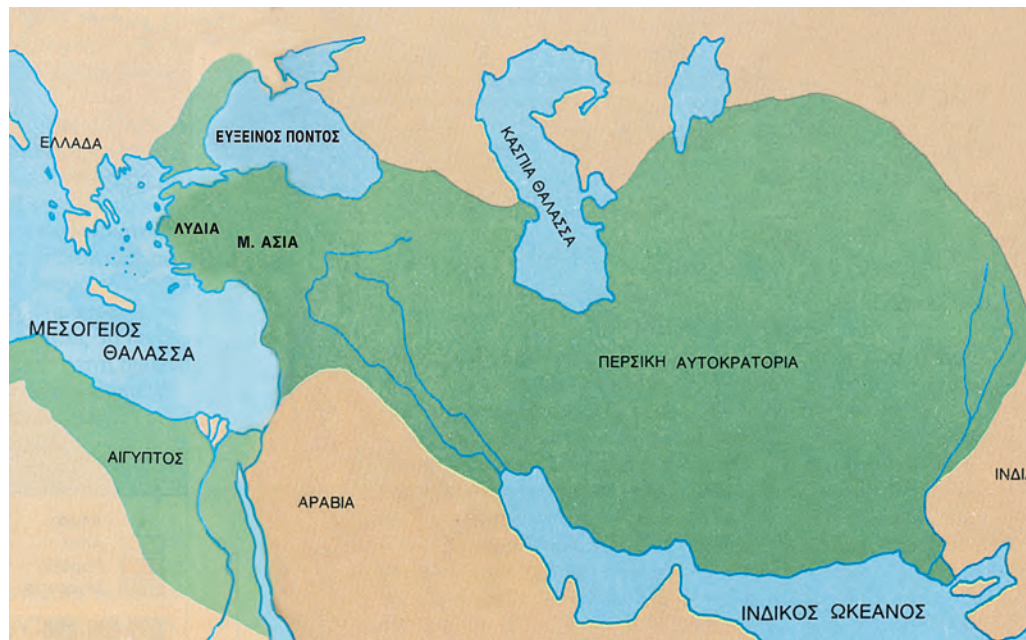 ΕΛΛΑΔΑ
ΕΥΞΕΙΝΟΣ ΠΟΝΤΟΣ
ΚΑΣΠΙΑ ΘΑΛΑΣΣΑ
ΛΥΔΙΑ
Μ. ΑΣΙΑ
ΜΕΣΟΓΕΙΟΣ
ΘΑΛΑΣΣΑ
ΠΕΡΣΙΚΗ ΑΥΤΟΚΡΑΤΟΡΙΑ
ΑΙΓΥΠΤΟΣ
ΑΡΑΒΙΑ
ΙΝΔΙΚΟΣ ΩΚΕΑΝΟΣ